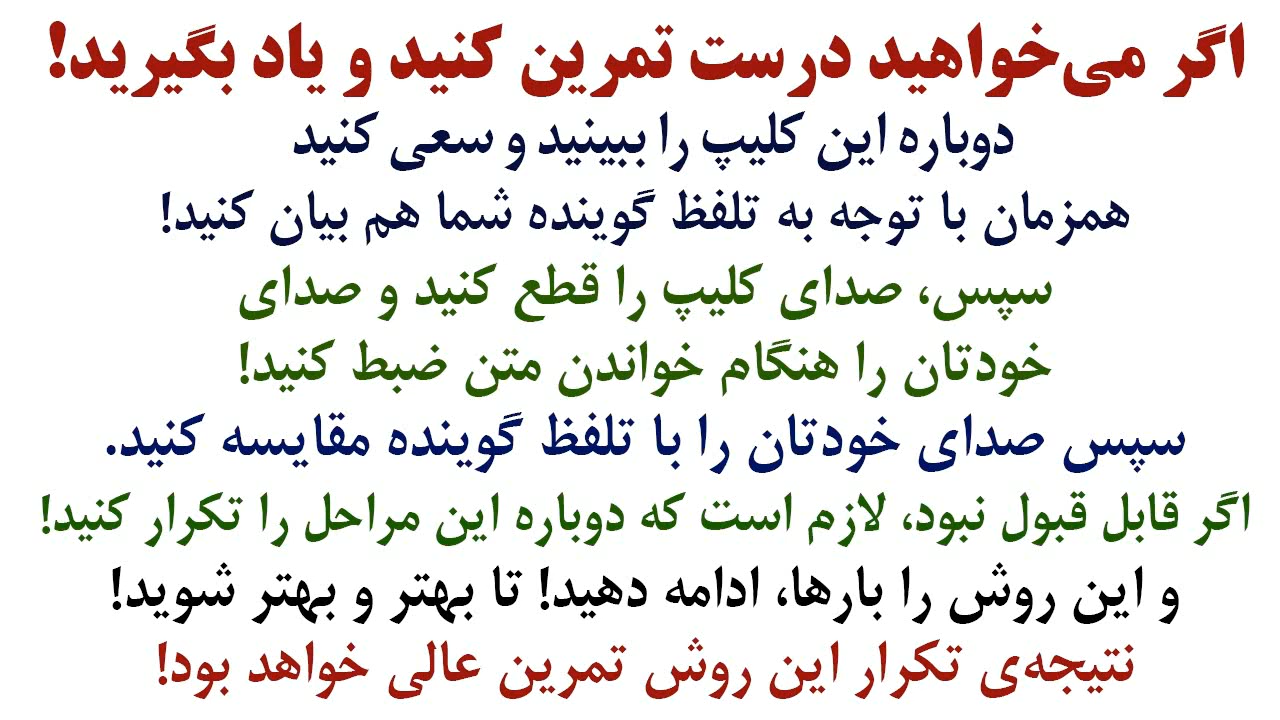 اگر می‌خواهید درست تمرین کنید و یاد بگیرید!
دوباره این کلیپ را ببینید و سعی کنید
همزمان با توجه به تلفظ گوینده شما هم بیان کنید!
سپس، صدای کلیپ را قطع کنید و صدای
خودتان را هنگام خواندن متن ضبط کنید!
سپس صدای خودتان را با تلفظ گوینده مقایسه کنید.
اگر قابل قبول نبود، لازم است که دوباره این مراحل را تکرار کنید!
و این روش را بارها، ادامه دهید! تا بهتر و بهتر شوید!
نتیجه‌ی تکرار این روش تمرین عالی خواهد بود!